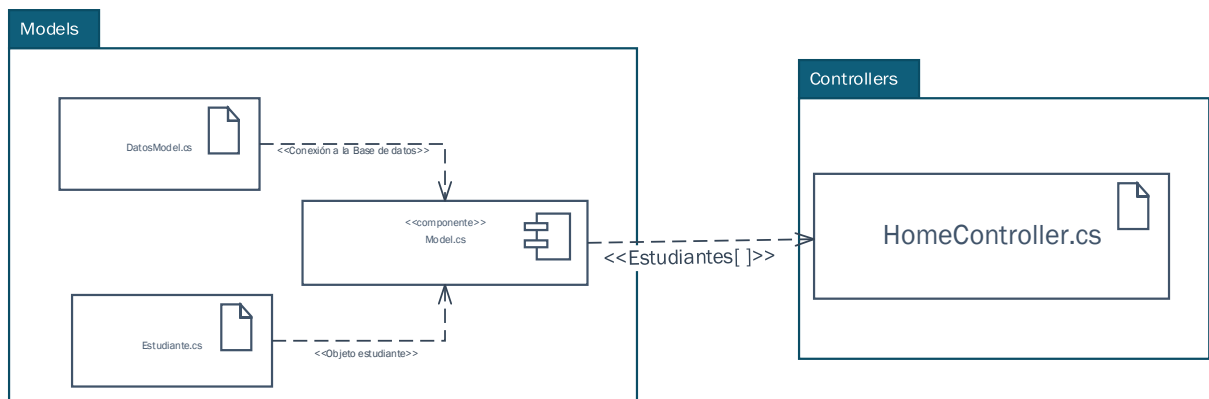 Models
Controllers
DatosModel.cs
<<Conexión a la Base de datos>>
<<componente>>
Model.cs
<<Estudiantes[ ]>>
HomeController.cs
Estudiante.cs
<<Objeto estudiante>>